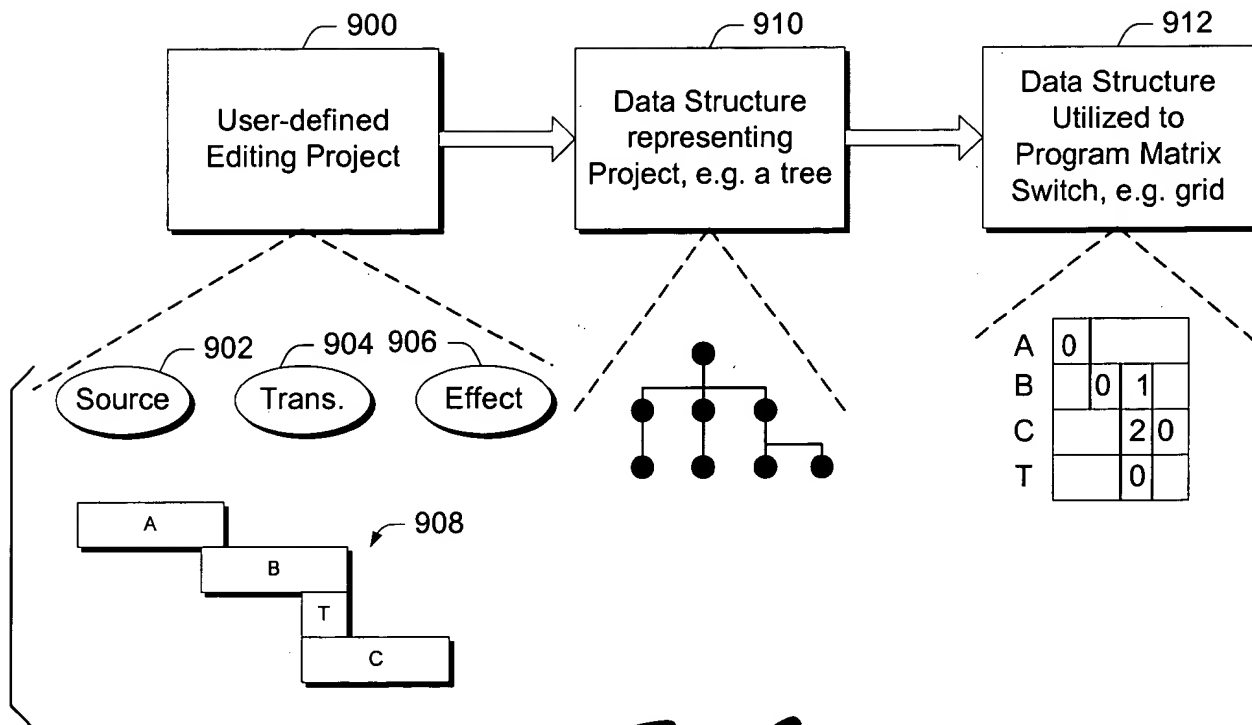 900
910
912
User-defined
Editing Project
Data Structure
representing
Project, e.g. a tree
Data Structure
Utilized to
Program Matrix
Switch, e.g. grid
902
904
906
Source
Trans.
Effect
A
B
T
C
908
A 0
B 0 1
C 2 0
T 0